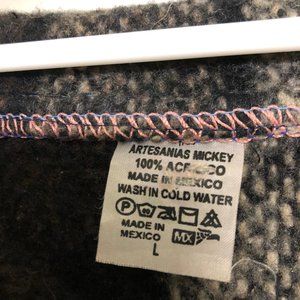 ARTESANIAS MICKEY
100% ACRILICO
MADE IN MEXICO
WASH IN COLD WATER
MADE IN
MEXICO
MX
L